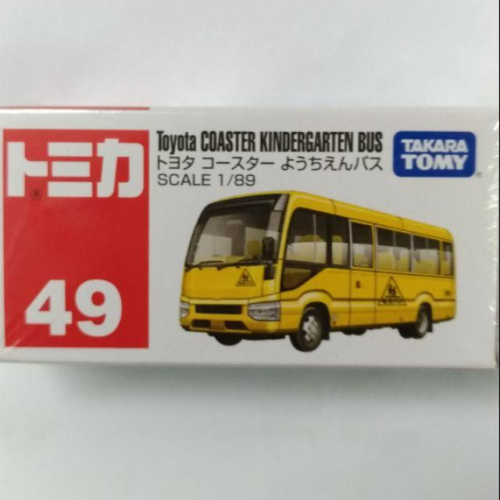 トミカ
49
Toyota COASTER KINDERGARTEN BUS
トヨタ コースター ようちえんバス
SCALE 1/89
TAKARA
TOMY